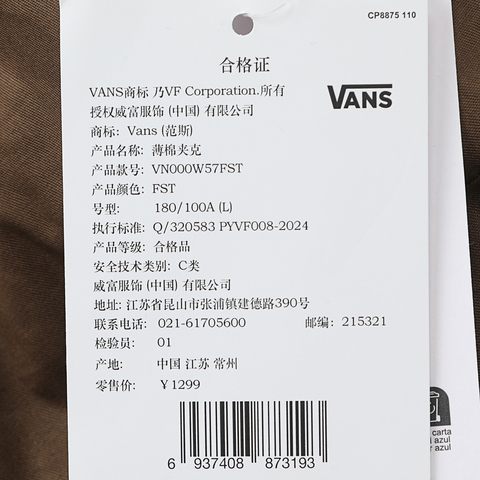 CP8875 110
合格证
VANS
VANS商标 乃VF Corporation.所有
授权威富服饰 (中国) 有限公司
商标: Vans (范斯)
产品名称: 薄棉夹克
产品款号: VN000W57FST
产品颜色: FST
号型: 180/100A (L)
执行标准: Q/320583 PYVF008-2024
产品等级: 合格品
安全技术类别: C类
威富服饰 (中国) 有限公司
地址: 江苏省昆山市张浦镇建德路390号
联系电话: 021-61705600 邮编: 215321
检验员: 01
产地: 中国 江苏 常州
零售价: ￥1299
6 937408 873193
carta
azul
azul